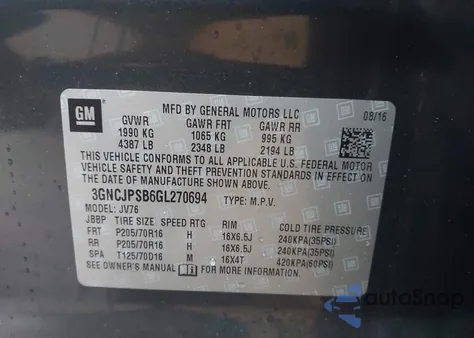 GM
MFD BY GENERAL MOTORS LLC
08/16
GVWR GAWR FRT GAWR RR
1990 KG 1065 KG 995 KG
4387 LB 2348 LB 2194 LB
THIS VEHICLE CONFORMS TO ALL APPLICABLE U.S. FEDERAL MOTOR
VEHICLE SAFETY AND THEFT PREVENTION STANDARDS IN EFFECT ON
THE DATE OF MANUFACTURE SHOWN ABOVE.
3GNCJPSB6GL270694 TYPE: M.P.V.
MODEL: JV76
JBBP TIRE SIZE RIM COLD TIRE PRESSURE
FRT P205/70R16 H 16X6.5J 240KPA(35PSI)
RR P205/70R16 H 16X6.5J 240KPA(35PSI)
SPA T125/70D16 M 16X4T 420KPA(60PSI)
SEE OWNER'S MANUAL FOR MORE INFORMATION.
autoSnap